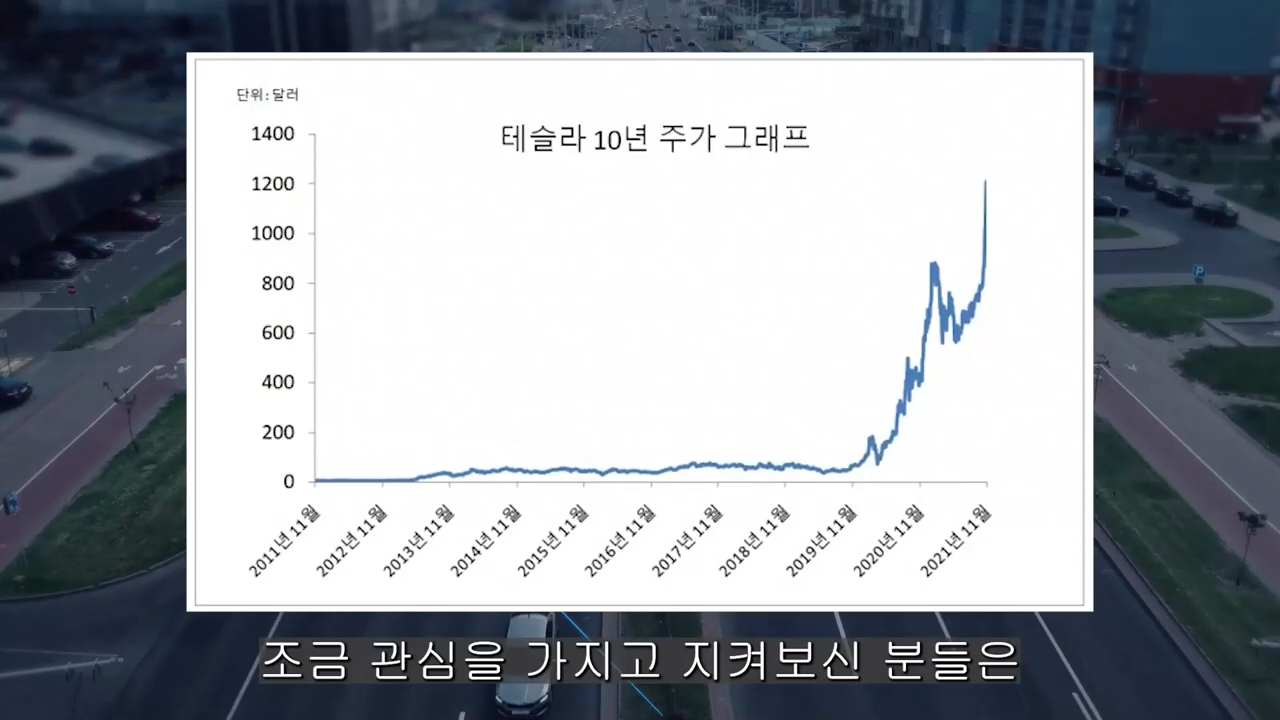 단위: 달러
테슬라 10년 주가 그래프
1400
1200
1000
800
600
400
200
0
2011년 11월
2012년 11월
2013년 11월
2014년 11월
2015년 11월
2016년 11월
2017년 11월
2018년 11월
2019년 11월
2020년 11월
2021년 11월
P
조금 관심을 가지고 지켜보신 분들은